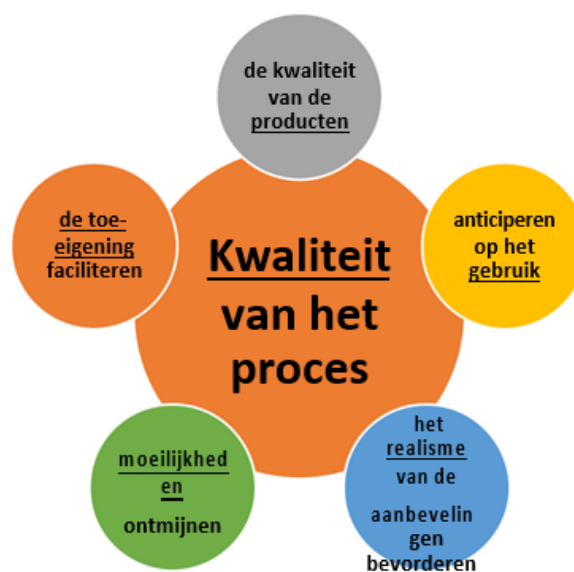 de kwaliteit
van de
producten
de toe-
eigening
faciliteren
Kwaliteit
van het
proces
anticiperen
op het
gebruik
moeilijkhed
en
ontmijnen
het
realisme
van de
aanbevelin
gen
bevorderen